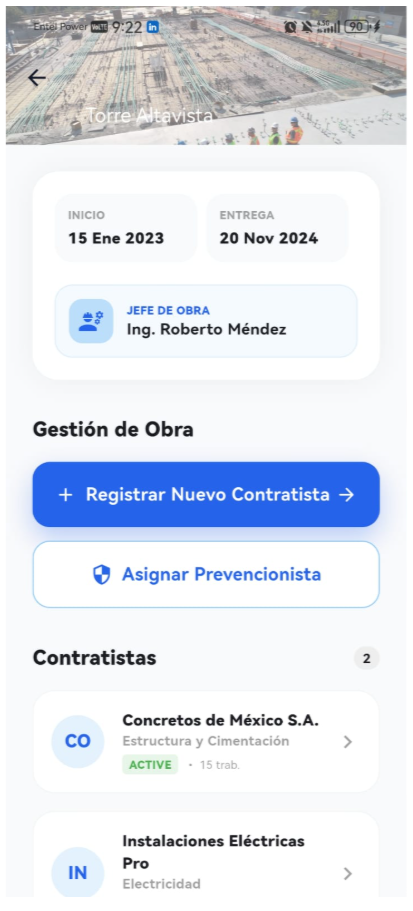 Entel Power 9:22 in 90
Torre Altavista
INICIO
15 Ene 2023
ENTREGA
20 Nov 2024
JEFE DE OBRA
Ing. Roberto Méndez
Gestión de Obra
+ Registrar Nuevo Contratista →
Asignar Prevencionista
Contratistas
2
CO
Concretos de México S.A.
Estructura y Cimentación
ACTIVE • 15 trab.
IN
Instalaciones Eléctricas
Pro
Electricidad